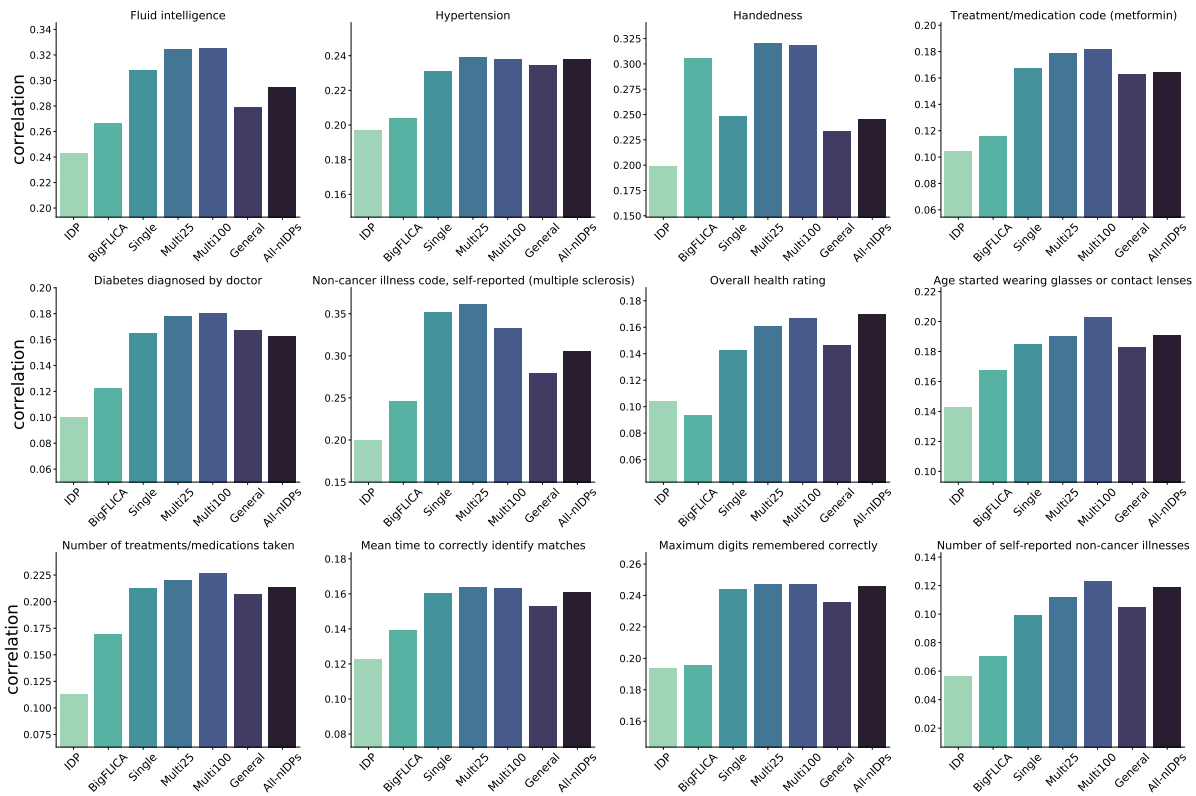 Fluid intelligence
correlation
0.34
0.32
0.30
0.28
0.26
0.24
0.22
0.20
IDP
BigFLICA
Single
Multi25
Multi100
General
All-nIDPs
Hypertension
0.24
0.22
0.20
0.18
0.16
IDP
BigFLICA
Single
Multi25
Multi100
General
All-nIDPs
Handedness
0.325
0.300
0.275
0.250
0.225
0.200
0.175
0.150
IDP
BigFLICA
Single
Multi25
Multi100
General
All-nIDPs
Treatment/medication code (metformin)
0.20
0.18
0.16
0.14
0.12
0.10
0.08
0.06
IDP
BigFLICA
Single
Multi25
Multi100
General
All-nIDPs
Diabetes diagnosed by doctor
correlation
0.20
0.18
0.16
0.14
0.12
0.10
0.08
0.06
IDP
BigFLICA
Single
Multi25
Multi100
General
All-nIDPs
Non-cancer illness code, self-reported (multiple sclerosis)
0.35
0.30
0.25
0.20
0.15
IDP
BigFLICA
Single
Multi25
Multi100
General
All-nIDPs
Overall health rating
0.18
0.16
0.14
0.12
0.10
0.08
0.06
IDP
BigFLICA
Single
Multi25
Multi100
General
All-nIDPs
Age started wearing glasses or contact lenses
0.22
0.20
0.18
0.16
0.14
0.12
0.10
IDP
BigFLICA
Single
Multi25
Multi100
General
All-nIDPs
Number of treatments/medications taken
correlation
0.225
0.200
0.175
0.150
0.125
0.100
0.075
IDP
BigFLICA
Single
Multi25
Multi100
General
All-nIDPs
Mean time to correctly identify matches
0.18
0.16
0.14
0.12
0.10
0.08
IDP
BigFLICA
Single
Multi25
Multi100
General
All-nIDPs
Maximum digits remembered correctly
0.26
0.24
0.22
0.20
0.18
0.16
IDP
BigFLICA
Single
Multi25
Multi100
General
All-nIDPs
Number of self-reported non-cancer illnesses
0.14
0.12
0.10
0.08
0.06
0.04
0.02
IDP
BigFLICA
Single
Multi25
Multi100
General
All-nIDPs